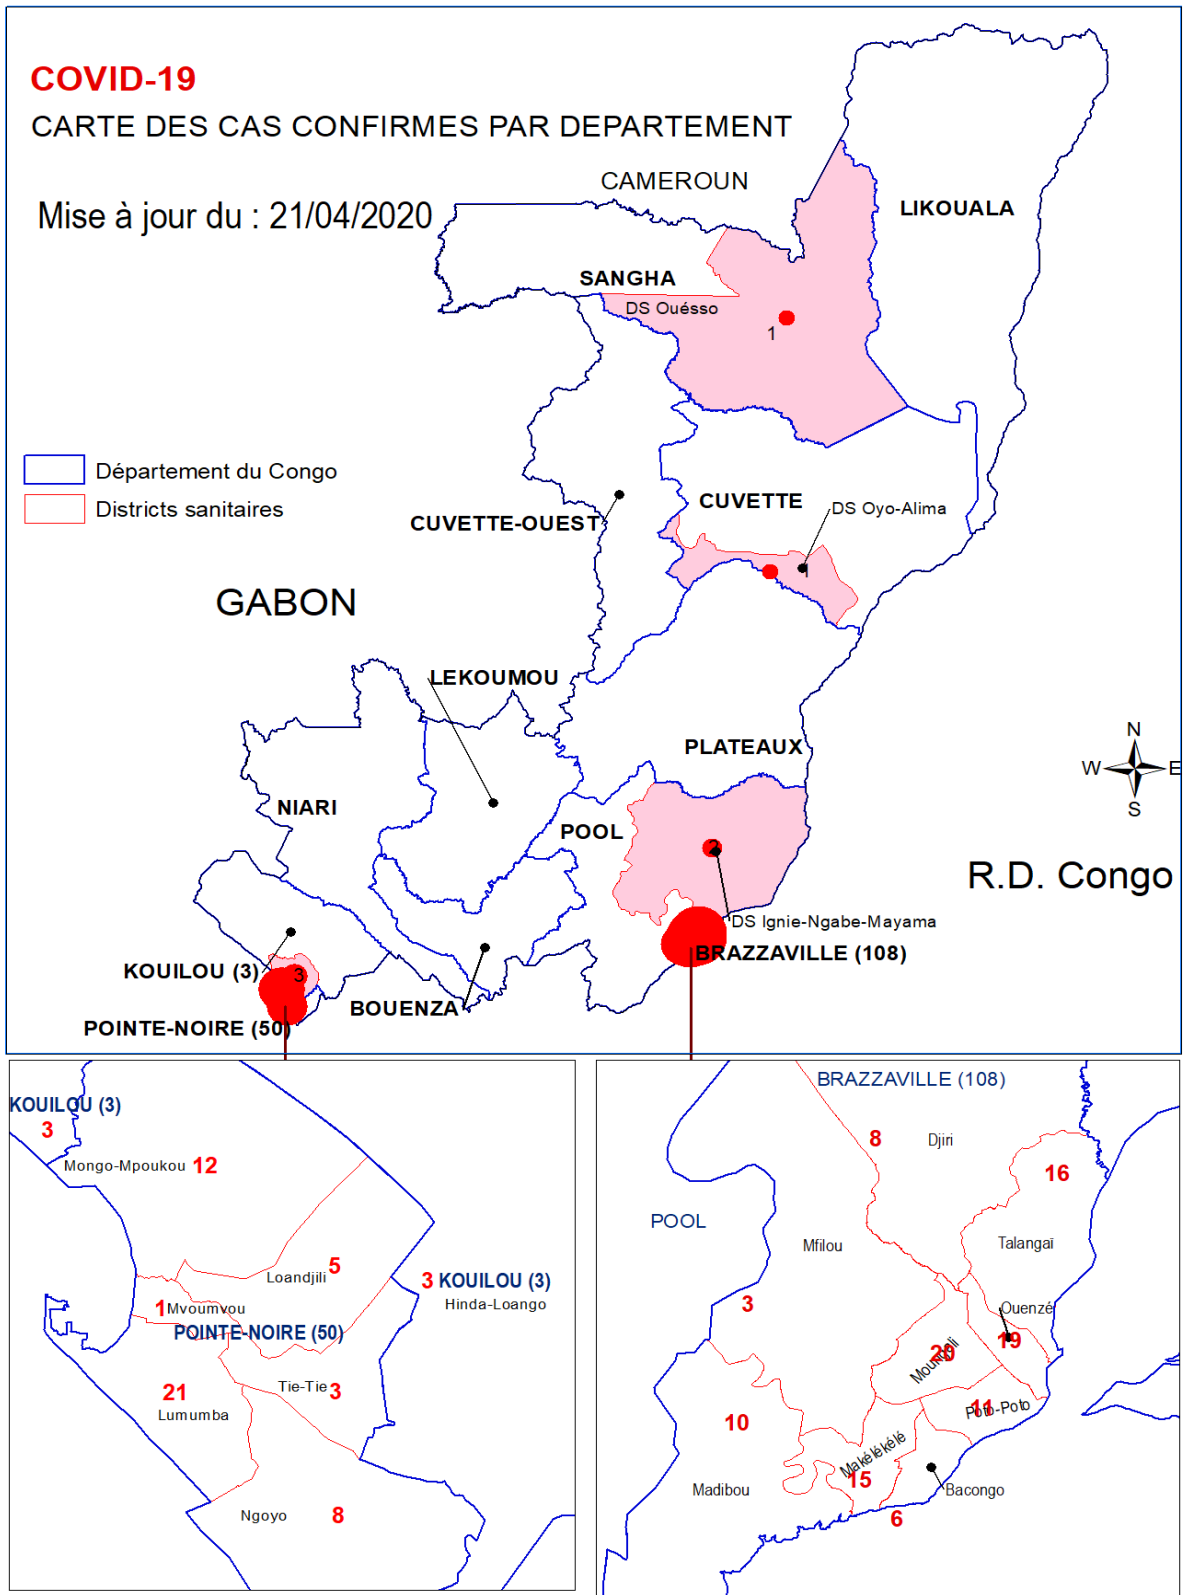 COVID-19
CARTE DES CAS CONFIRMES PAR DEPARTEMENT
Mise à jour du : 21/04/2020
CAMEROUN
LIKOUALA
SANGHA
DS Ouésso
1
Département du Congo
Districts sanitaires
CUVETTE
DS Oyo-Alima
CUVETTE-OUEST
1
GABON
LEKOUMOU
PLATEAUX
N
W E
S
NIARI
POOL
2
R.D. Congo
DS Ignie-Ngabe-Mayama
BRAZZAVILLE (108)
KOUILOU (3)
3
BOUENZA
POINTE-NOIRE (50)
KOUILOU (3)
3
Mongo-Mpoukou 12
Loandjili 5
3 KOUILOU (3)
Hinda-Loango
1 Mvoumvou
POINTE-NOIRE (50)
21
Lumumba
Tie-Tie 3
Ngoyo 8
BRAZZAVILLE (108)
8
Djiri
16
POOL
Mfilou
Talangaï
3
Ouenzé
19
20
Moungali
11
Poto-Poto
10
Makélékélé
15
Madibou
Bacongo
6